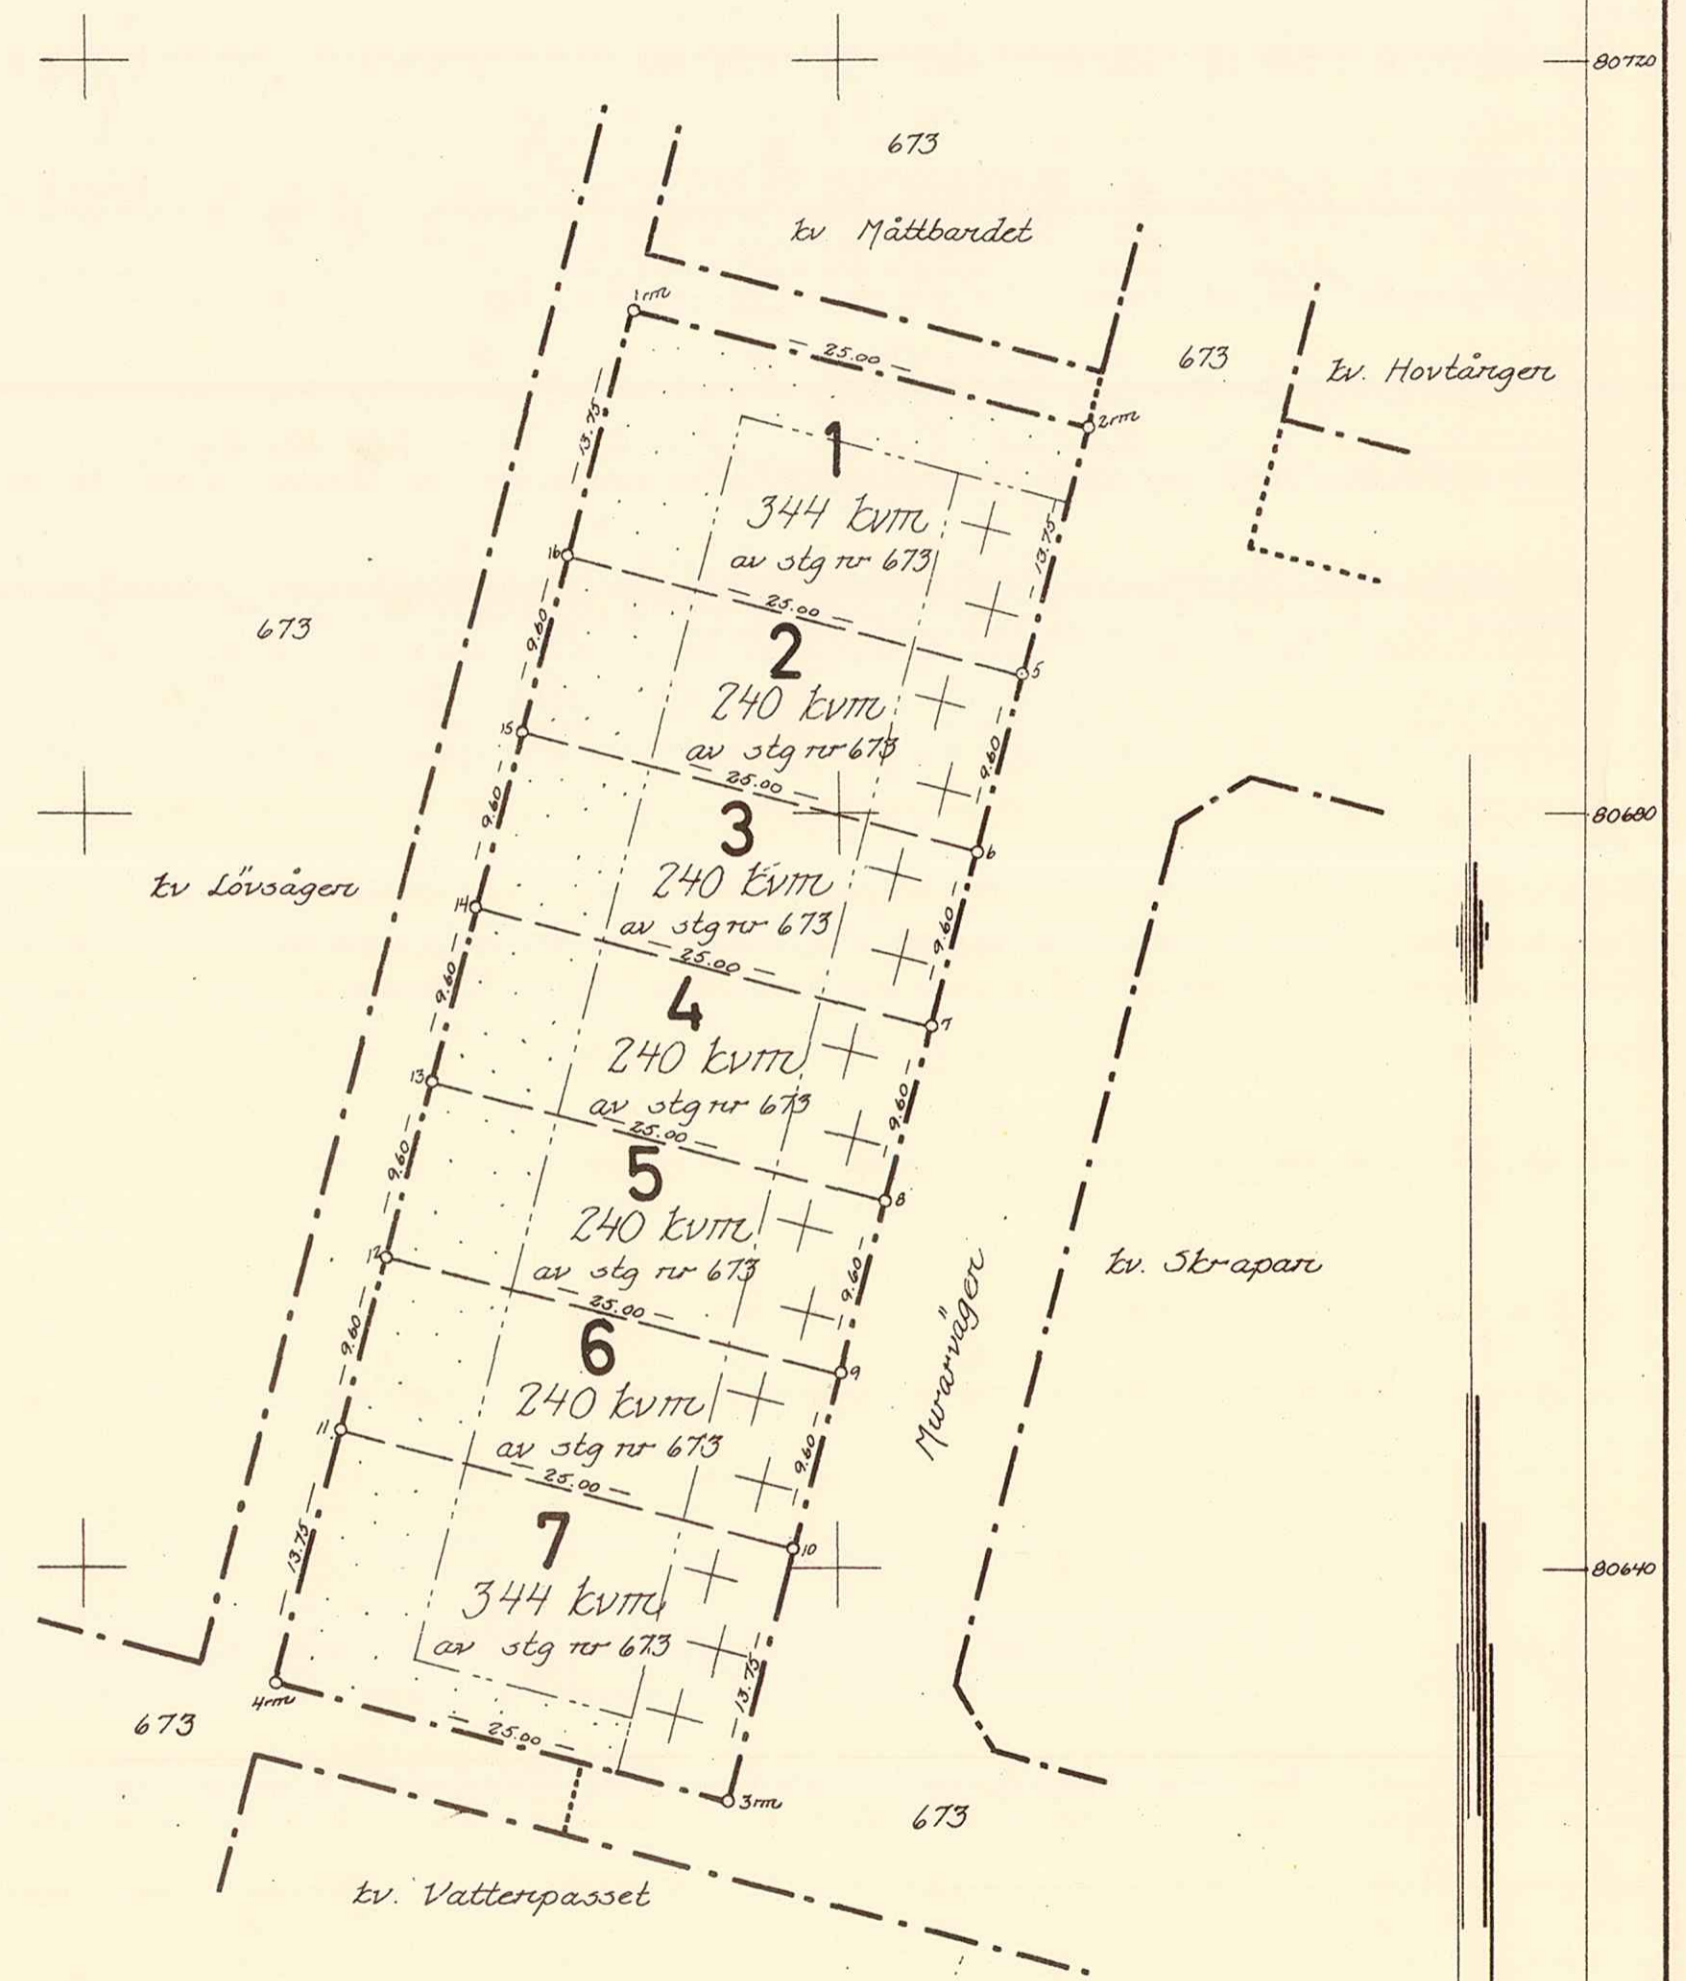 80720
673
kv Måttbandet
1rm
25.00
673
kv. Hovtången
2rm
13.75
1
344 kvm
av stg nr 673
13.75
16
25.00
673
9.60
2
5
240 kvm
av stg nr 673
9.60
15
25.00
80680
9.60
3
6
kv Lövsågen
240 kvm
av stg nr 673
9.60
14
25.00
9.60
4
7
240 kvm
av stg nr 673
9.60
13
25.00
9.60
5
8
240 kvm
av stg nr 673
9.60
kv. Skrapan
12
25.00
9.60
6
9
Murarvägen
240 kvm
av stg nr 673
9.60
11
25.00
13.75
7
10
80640
344 kvm
av stg nr 673
13.75
4rm
673
25.00
3rm
673
kv. Vattenpasset